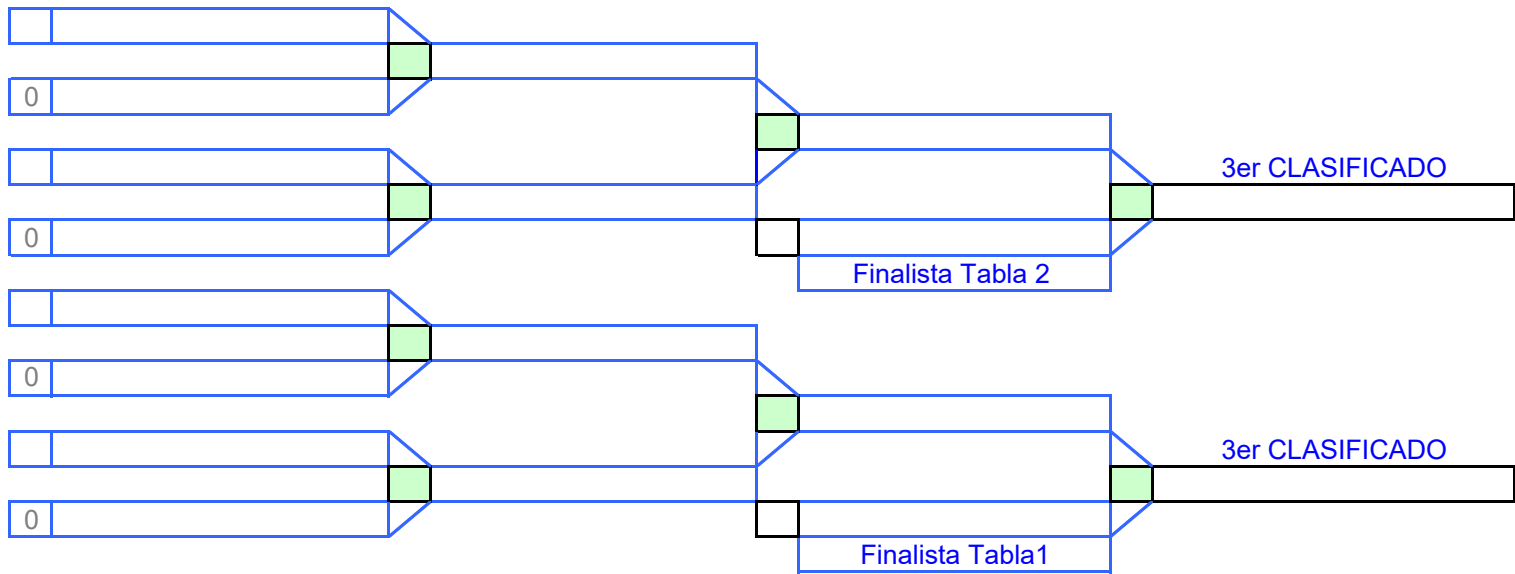 0
3er CLASIFICADO
0
Finalista Tabla 2
0
3er CLASIFICADO
0
Finalista Tabla1